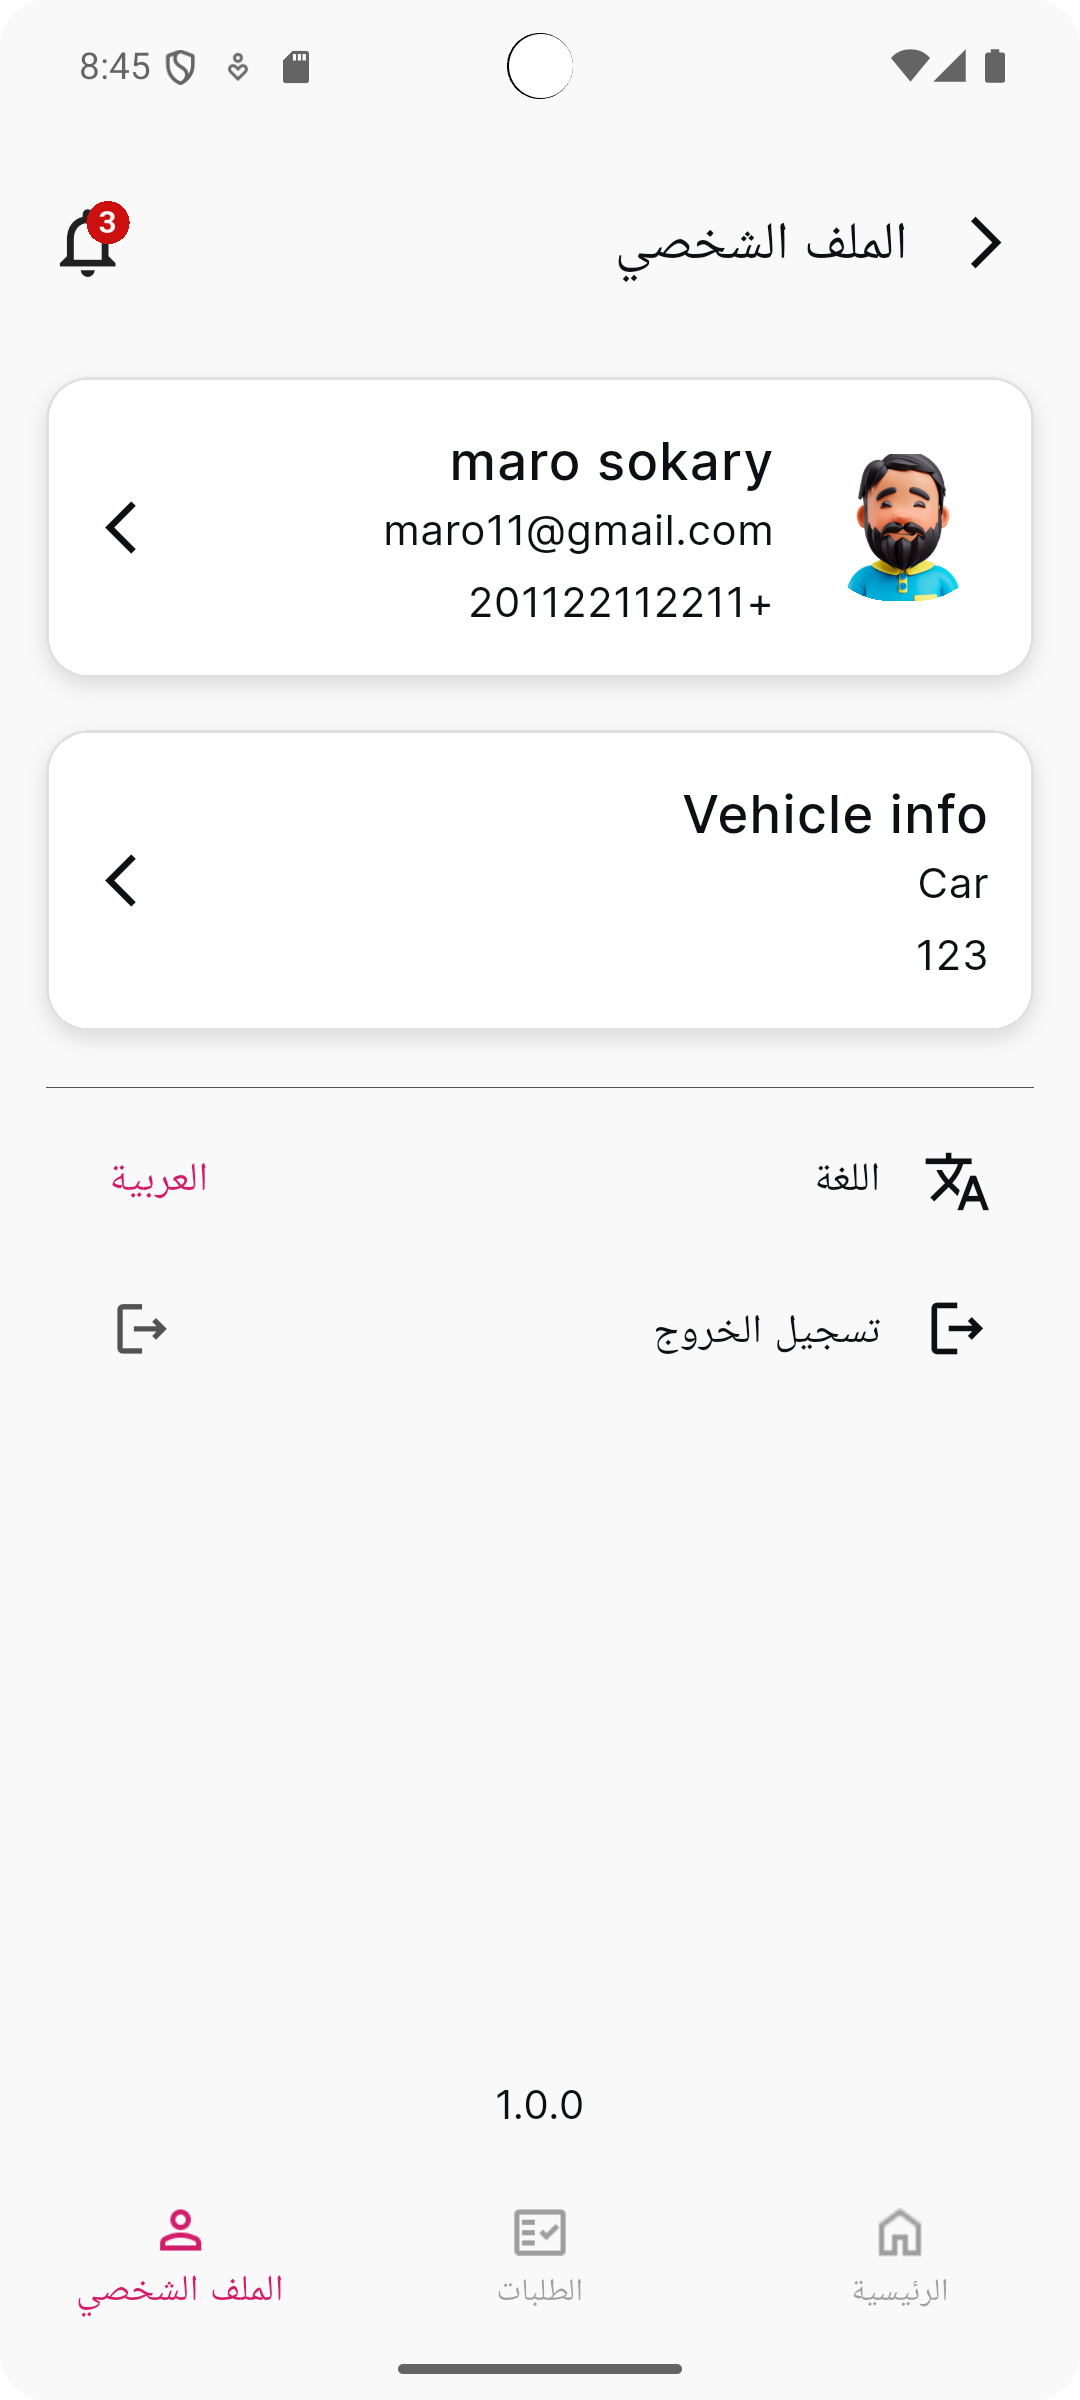 8:45
3
الملف الشخصي
maro sokary
maro11@gmail.com
201122112211+
Vehicle info
Car
123
اللغة
العربية
تسجيل الخروج
1.0.0
الرئيسية
الطلبات
الملف الشخصي